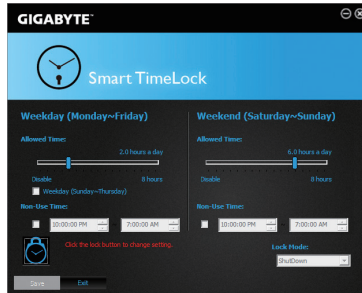 GIGABYTE™
Smart TimeLock
Weekday (Monday~Friday)
Allowed Time:
2.0 hours a day
Disable 8 hours
Weekday (Sunday~Thursday)
Non-Use Time:
10:00:00 PM - 7:00:00 AM
Click the lock button to change setting.
Weekend (Saturday~Sunday)
Allowed Time:
6.0 hours a day
Disable 8 hours
Non-Use Time:
10:00:00 PM - 7:00:00 AM
Lock Mode:
ShutDown
Save Exit